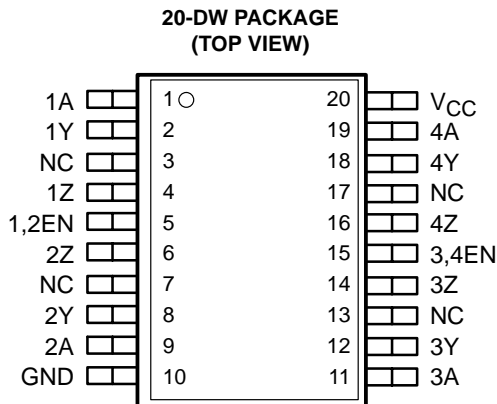 20-DW PACKAGE
(TOP VIEW)
1A 1 20 VCC
1Y 2 19 4A
NC 3 18 4Y
1Z 4 17 NC
1,2EN 5 16 4Z
2Z 6 15 3,4EN
NC 7 14 3Z
2Y 8 13 NC
2A 9 12 3Y
GND 10 11 3A